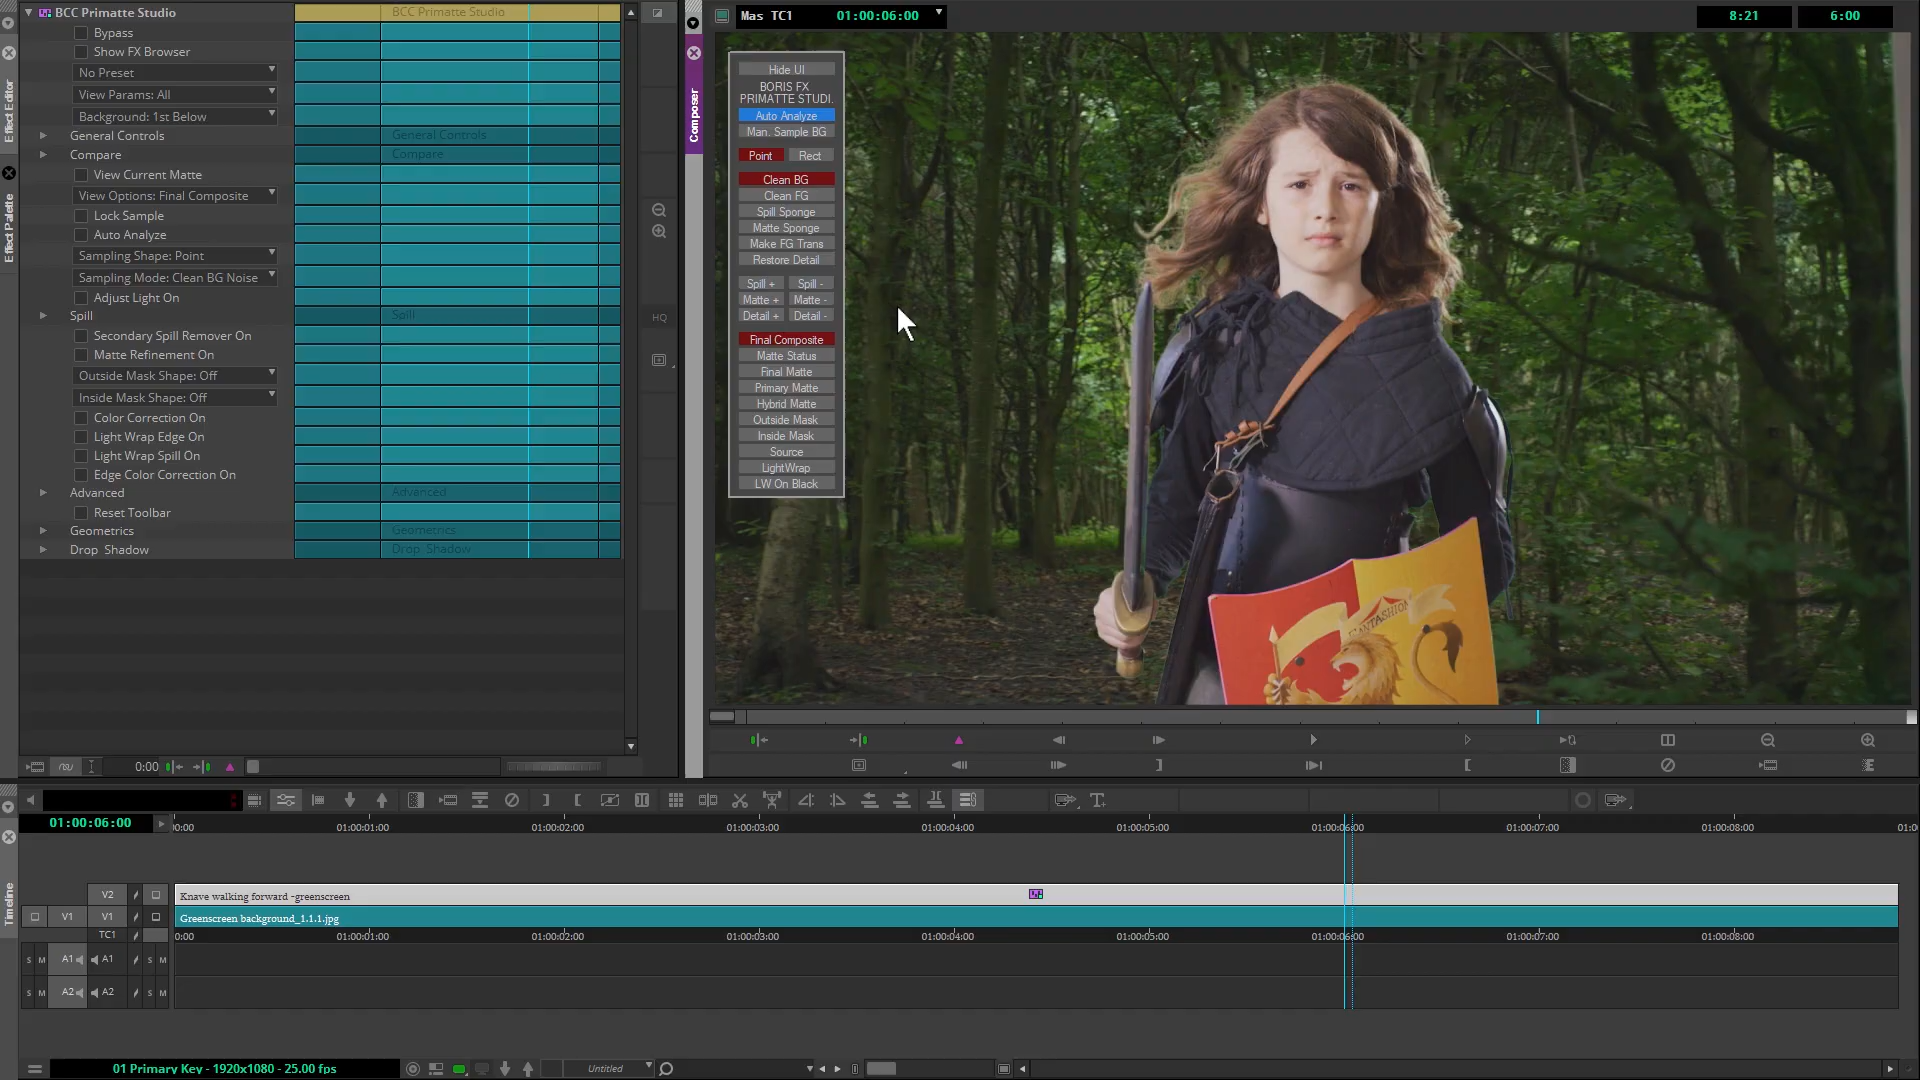 BCC Primatte Studio
Bypass
Show FX Browser
No Preset
View Params: All
Background: 1st Below
General Controls
Compare
View Current Matte
View Options: Final Composite
Lock Sample
Auto Analyze
Sampling Shape: Point
Sampling Mode: Clean BG Noise
Adjust Light On
Spill
Secondary Spill Remover On
Matte Refinement On
Outside Mask Shape: Off
Inside Mask Shape: Off
Color Correction On
Light Wrap Edge On
Light Wrap Spill On
Edge Color Correction On
Advanced
Reset Toolbar
Geometrics
Drop Shadow
BCC Primatte Studio
General Controls
Compare
Spill
Advanced
Geometrics
Drop Shadow
Effect Editor
Effect Palette
HQ
0:00
Composer
Mas TC1 01:00:06:00
8:21 6:00
Hide UI
BORIS FX
PRIMATTE STUDI.
Auto Analyze
Man. Sample BG
Point Rect
Clean BG
Clean FG
Spill Sponge
Matte Sponge
Make FG Trans
Restore Detail
Spill + Spill -
Matte + Matte -
Detail + Detail -
Final Composite
Matte Status
Final Matte
Primary Matte
Hybrid Matte
Outside Mask
Inside Mask
Source
LightWrap
LW On Black
FANTASHION
Timeline
01:00:06:00
0:00 01:00:01:00 01:00:02:00 01:00:03:00 01:00:04:00 01:00:05:00 01:00:06:00 01:00:07:00 01:00:08:00 01:0
V2 Knave walking forward -greenscreen
V1 V1 Greenscreen background_1.1.1.jpg
TC1 0:00 01:00:01:00 01:00:02:00 01:00:03:00 01:00:04:00 01:00:05:00 01:00:06:00 01:00:07:00 01:00:08:00
S M A1 A1 S M
S M A2 A2 S M
01 Primary Key - 1920x1080 - 25.00 fps
Untitled